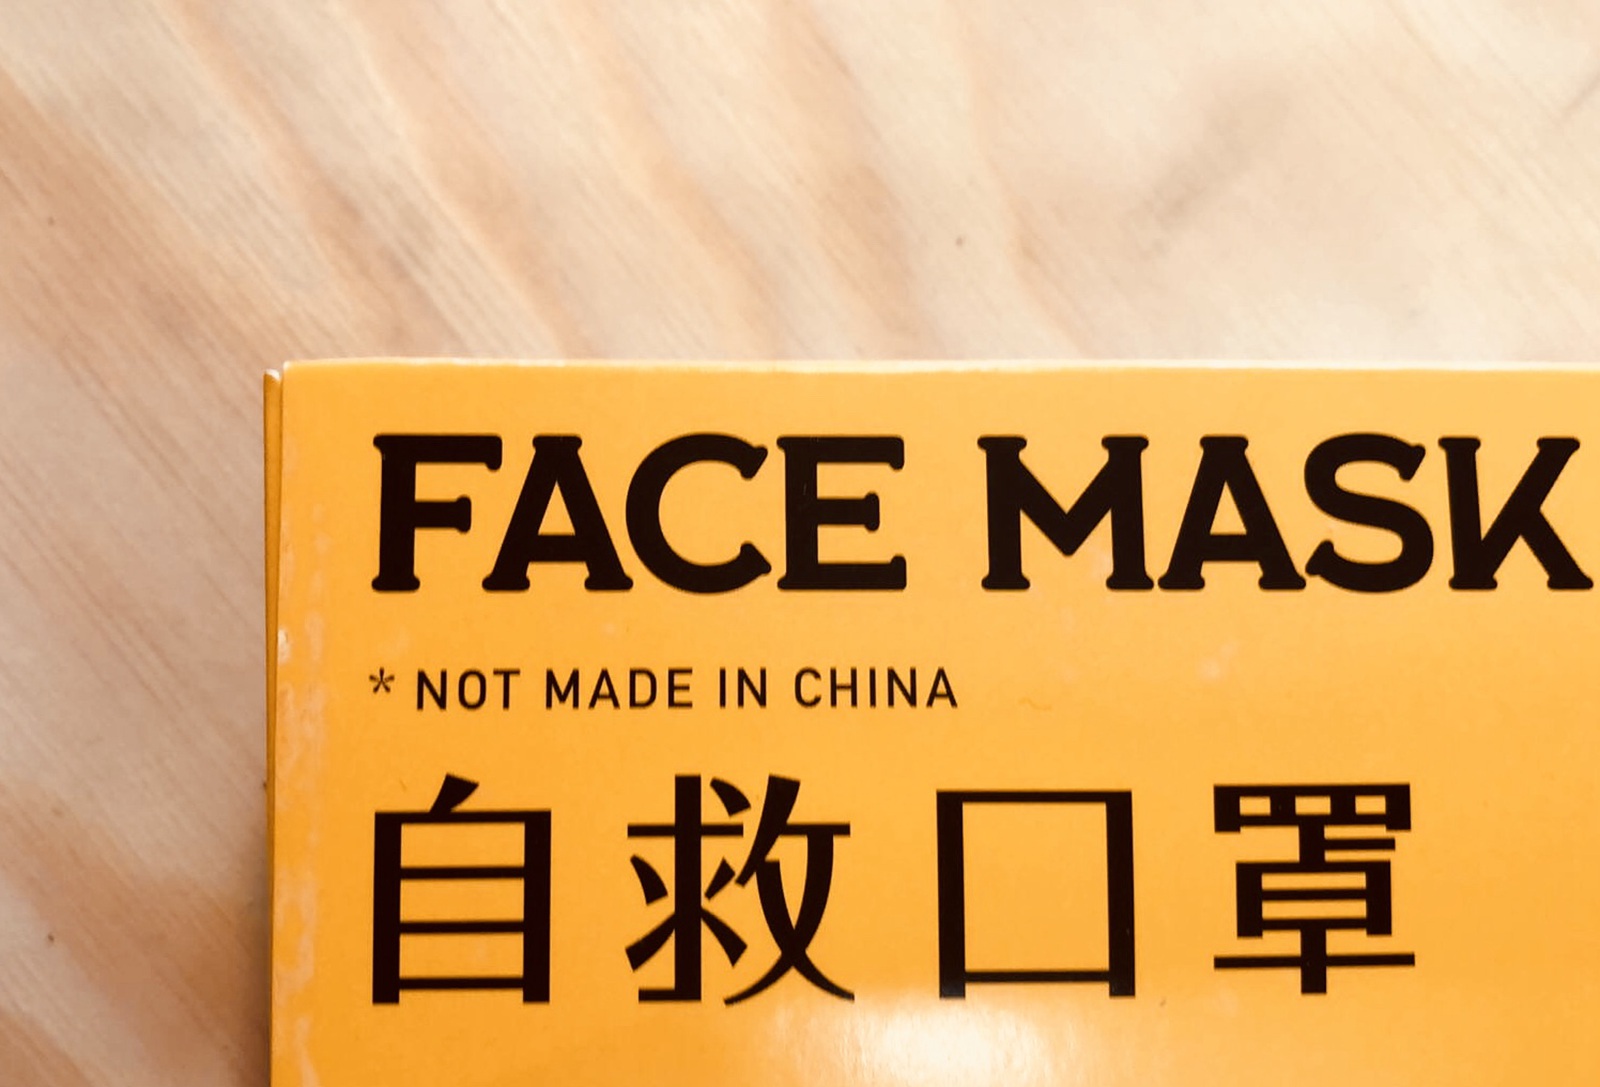 FACE MASK
* NOT MADE IN CHINA
自救口罩